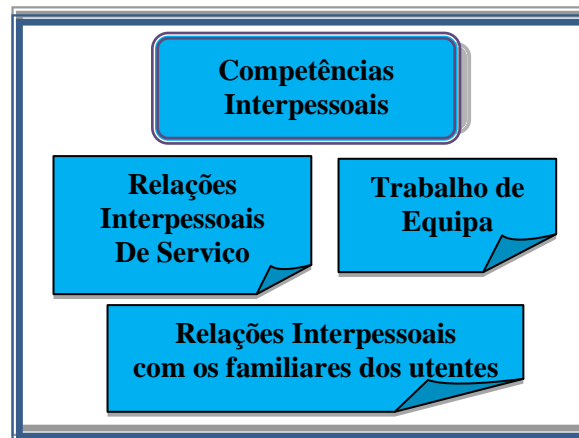 Competências
Interpessoais
Relações
Interpessoais
De Serviço
Trabalho de
Equipa
Relações Interpessoais
com os familiares dos utentes